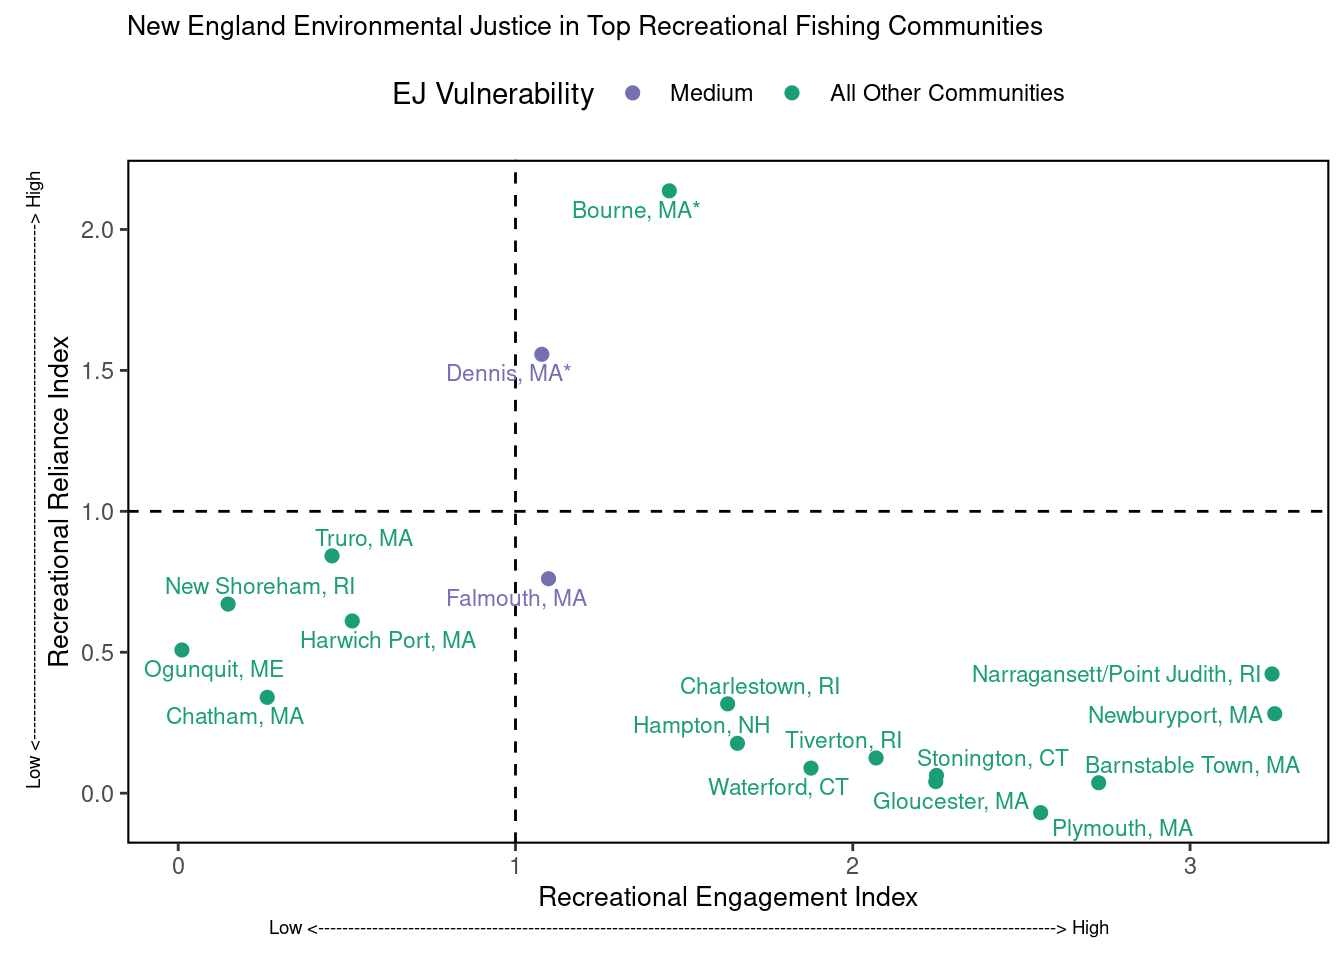 New England Environmental Justice in Top Recreational Fishing Communities
EJ Vulnerability Medium All Other Communities
Low <------------------------------------------------------------------------------------------------> High
Recreational Reliance Index
2.0
1.5
1.0
0.5
0.0
Bourne, MA*
Dennis, MA*
Truro, MA
New Shoreham, RI
Falmouth, MA
Harwich Port, MA
Ogunquit, ME
Narragansett/Point Judith, RI
Charlestown, RI
Chatham, MA
Newburyport, MA
Hampton, NH
Tiverton, RI
Stonington, CT
Barnstable Town, MA
Waterford, CT
Gloucester, MA
Plymouth, MA
0 1 2 3
Recreational Engagement Index
Low <----------------------------------------------------------------------------------------------------------------------------> High